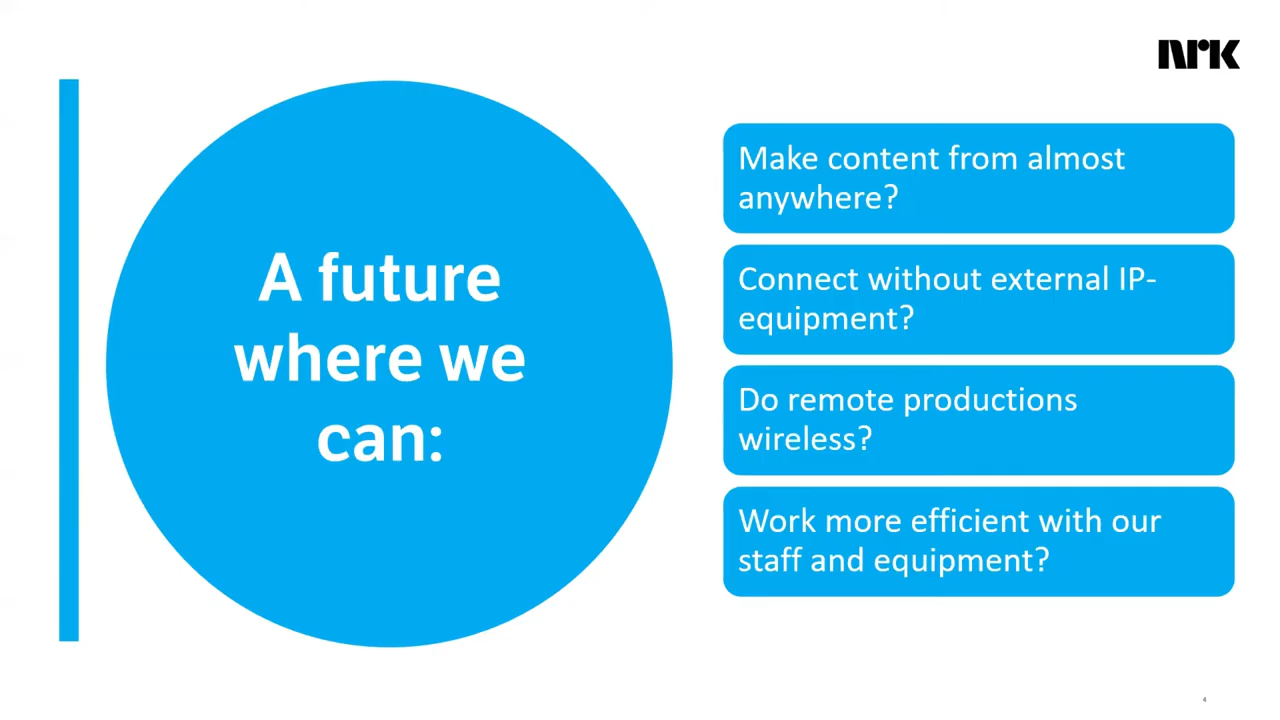 nrk
A future
where we
can:
Make content from almost
anywhere?
Connect without external IP-
equipment?
Do remote productions
wireless?
Work more efficient with our
staff and equipment?
4